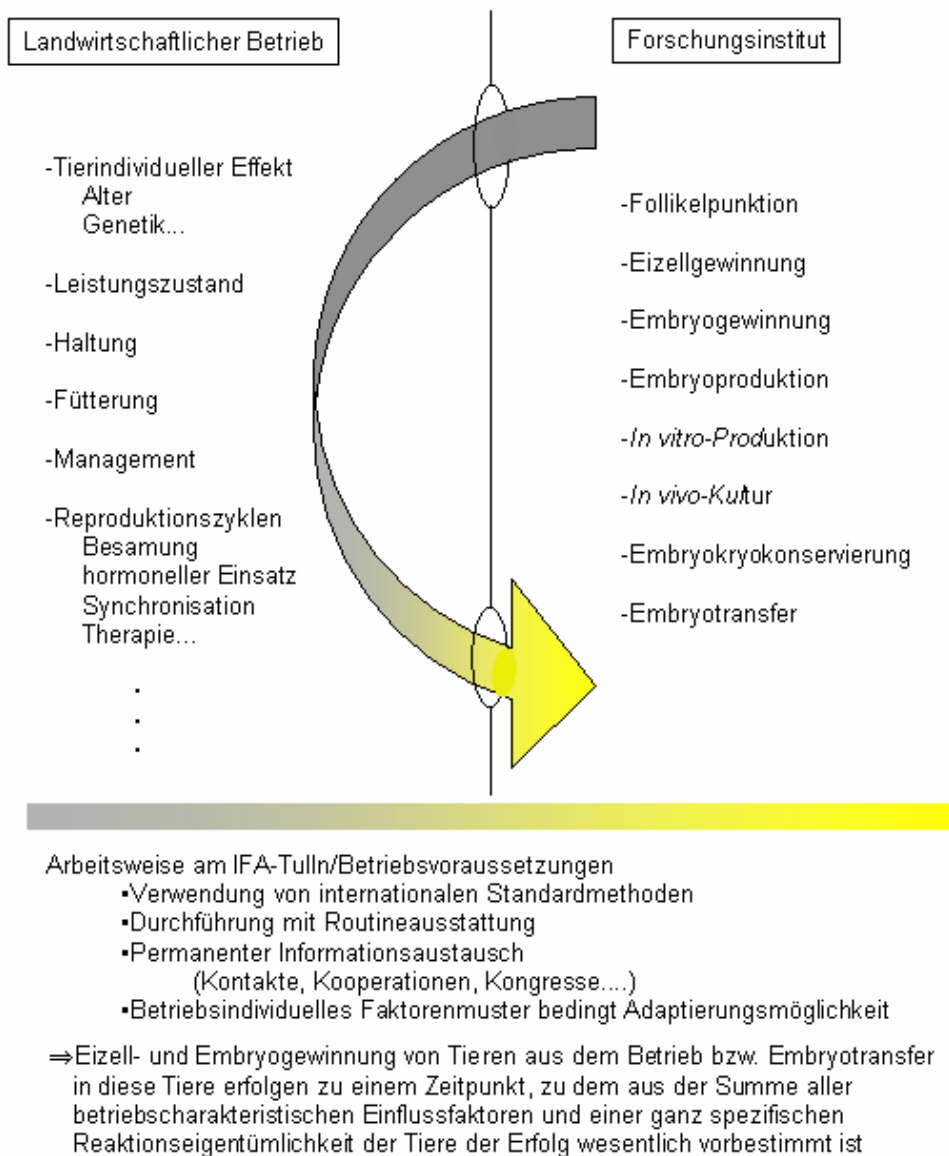 Landwirtschaftlicher Betrieb
-Tierindividueller Effekt
Alter
Genetik...
-Leistungszustand
-Haltung
-Fütterung
-Management
-Reproduktionszyklen
Besamung
hormoneller Einsatz
Synchronisation
Therapie...
.
.
.
Forschungsinstitut
-Follikelpunktion
-Eizellgewinnung
-Embryogewinnung
-Embryoproduktion
-In vitro-Produktion
-In vivo-Kultur
-Embryokryokonservierung
-Embryotransfer
Arbeitsweise am IFA-Tulln/Betriebsvoraussetzungen
▪Verwendung von internationalen Standardmethoden
▪Durchführung mit Routineausstattung
▪Permanenter Informationsaustausch
(Kontakte, Kooperationen, Kongresse....)
▪Betriebsindividuelles Faktorenmuster bedingt Adaptierungsmöglichkeit
⇒Eizell- und Embryogewinnung von Tieren aus dem Betrieb bzw. Embryotransfer
in diese Tiere erfolgen zu einem Zeitpunkt, zu dem aus der Summe aller
betriebscharakteristischen Einflussfaktoren und einer ganz spezifischen
Reaktionseigentümlichkeit der Tiere der Erfolg wesentlich vorbestimmt ist